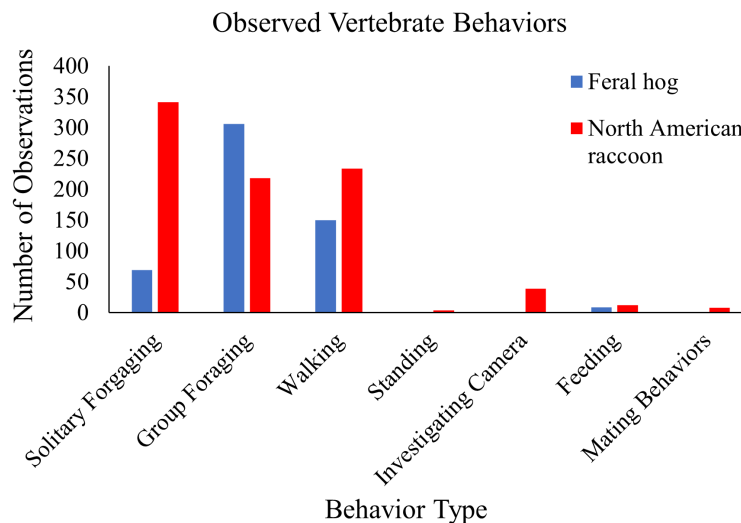 Observed Vertebrate Behaviors
Number of Observations
400
350
300
250
200
150
100
50
0
Feral hog
North American
raccoon
Solitary Forgaging
Group Foraging
Walking
Standing
Investigating Camera
Feeding
Mating Behaviors
Behavior Type